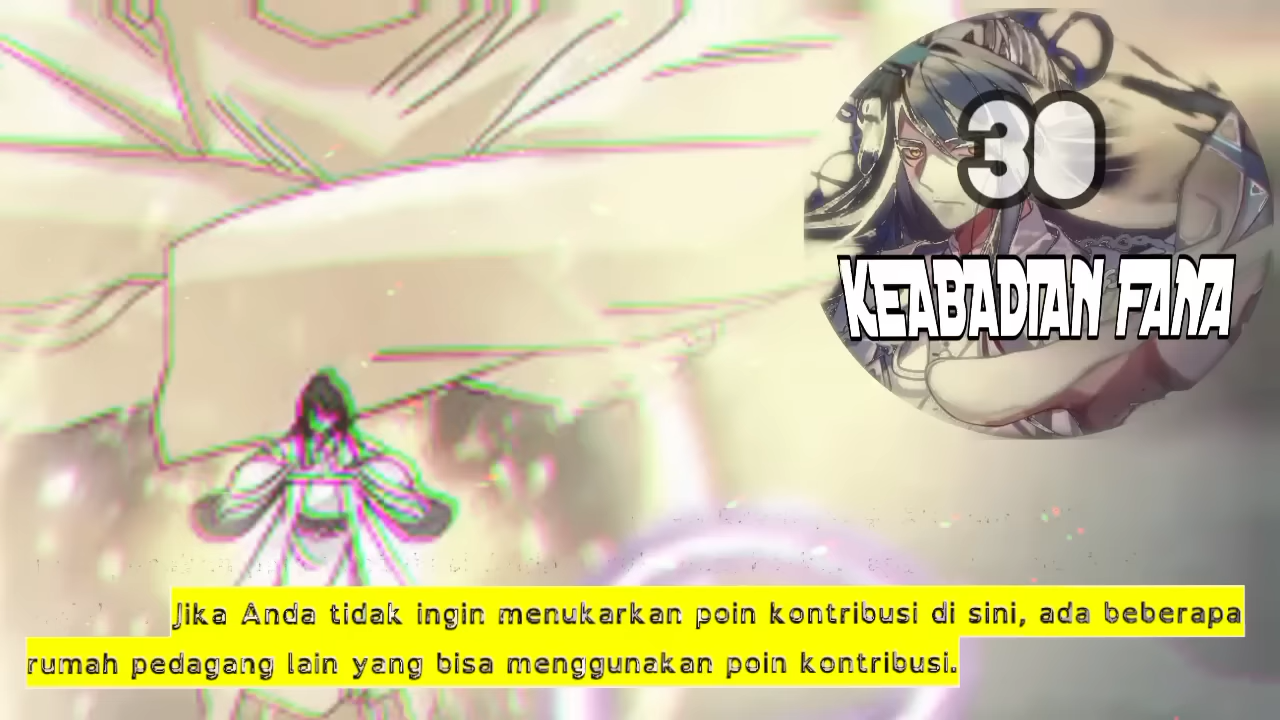 30
KEABADIAN FANA
Jika Anda tidak ingin menukarkan poin kontribusi di sini, ada beberapa
rumah pedagang lain yang bisa menggunakan poin kontribusi.